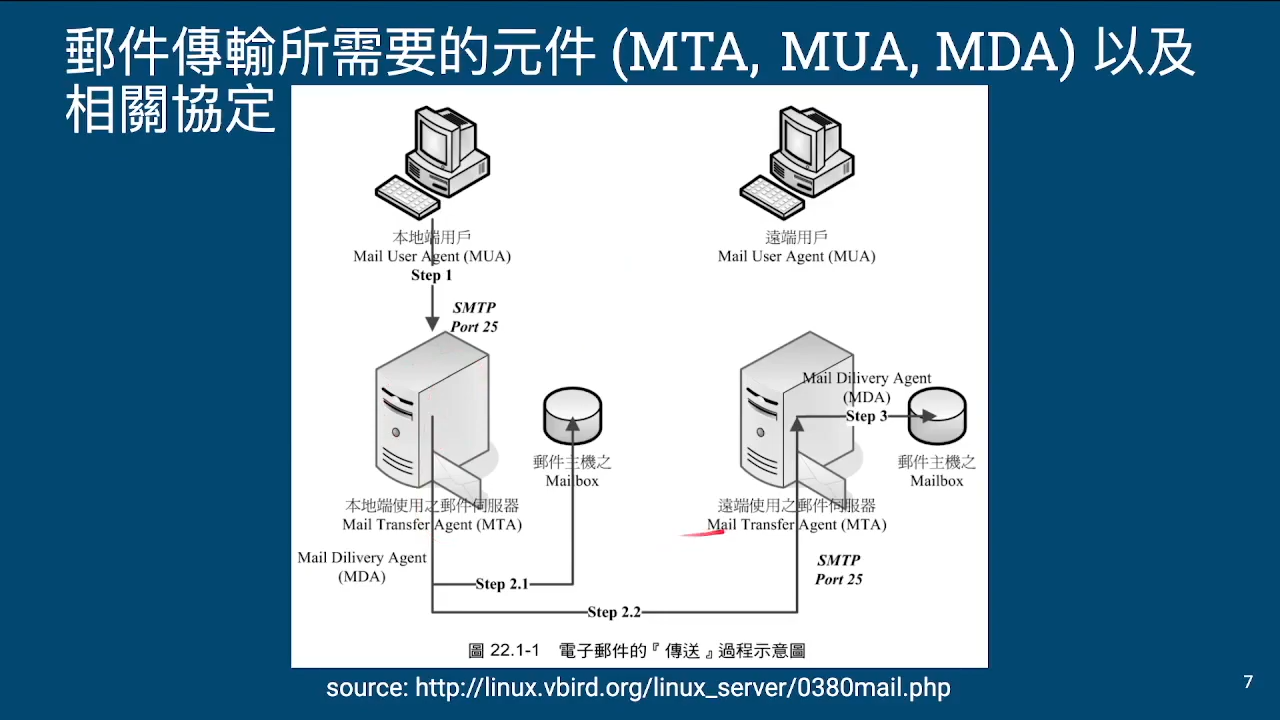 郵件傳輸所需要的元件 (MTA, MUA, MDA) 以及
相關協定
本地端用戶
Mail User Agent (MUA)
Step 1
SMTP
Port 25
遠端用戶
Mail User Agent (MUA)
Mail Dilivery Agent
(MDA)
Step 3
郵件主機之
Mailbox
郵件主機之
Mailbox
本地端使用之郵件伺服器
Mail Transfer Agent (MTA)
遠端使用之郵件伺服器
Mail Transfer Agent (MTA)
Mail Dilivery Agent
(MDA)
Step 2.1
SMTP
Port 25
Step 2.2
圖 22.1-1 電子郵件的『傳送』過程示意圖
source: http://linux.vbird.org/linux_server/0380mail.php
7